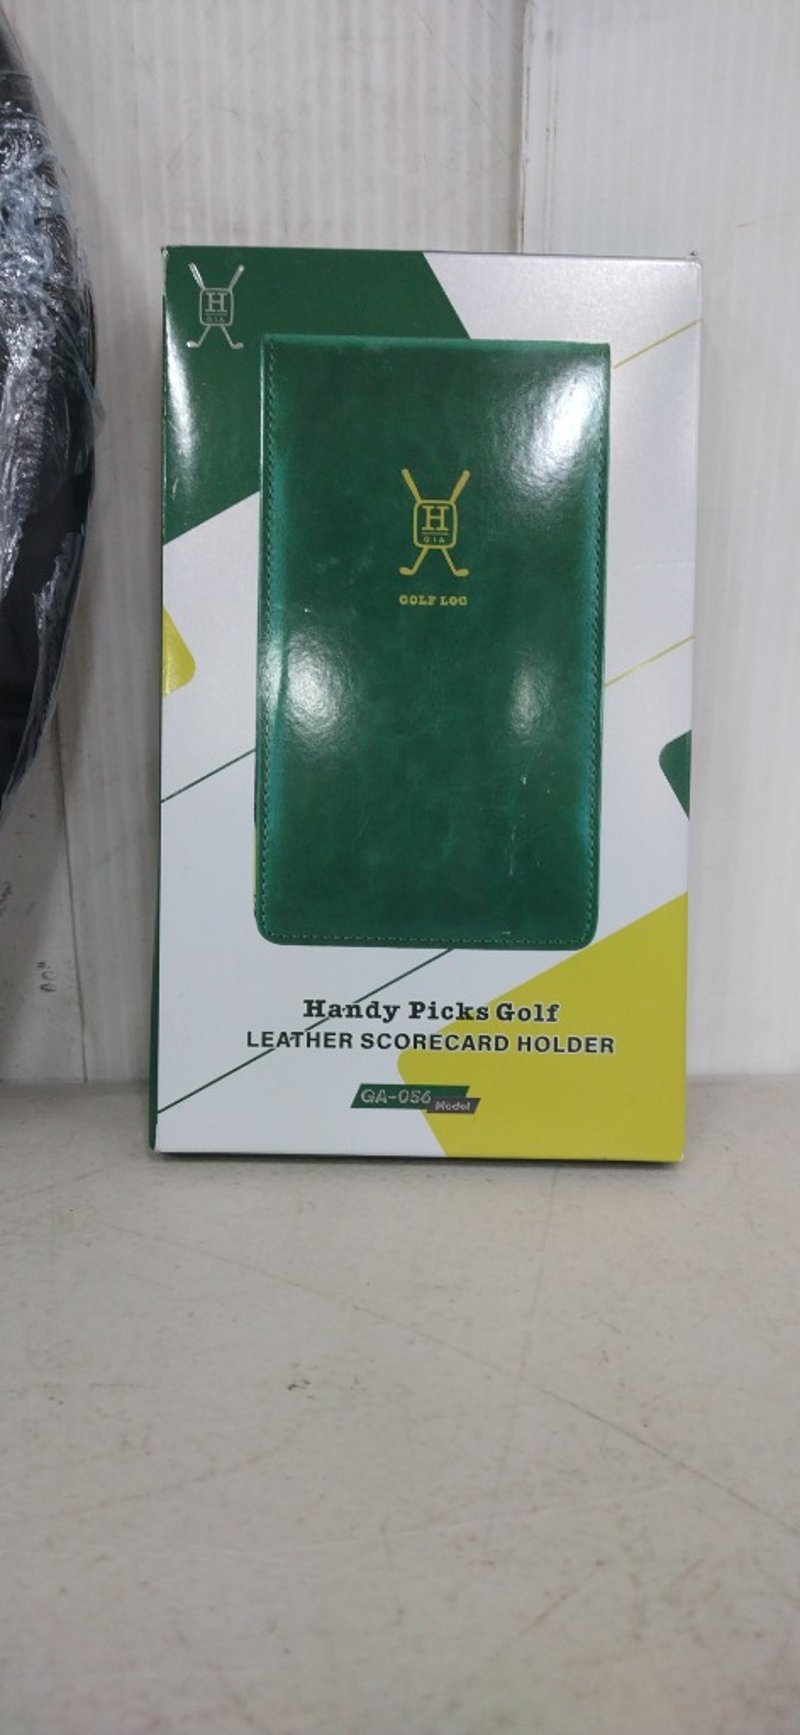 H
GIA
H
GIA
GOLF LOG
Handy Picks Golf
LEATHER SCORECARD HOLDER
GA-056
Model